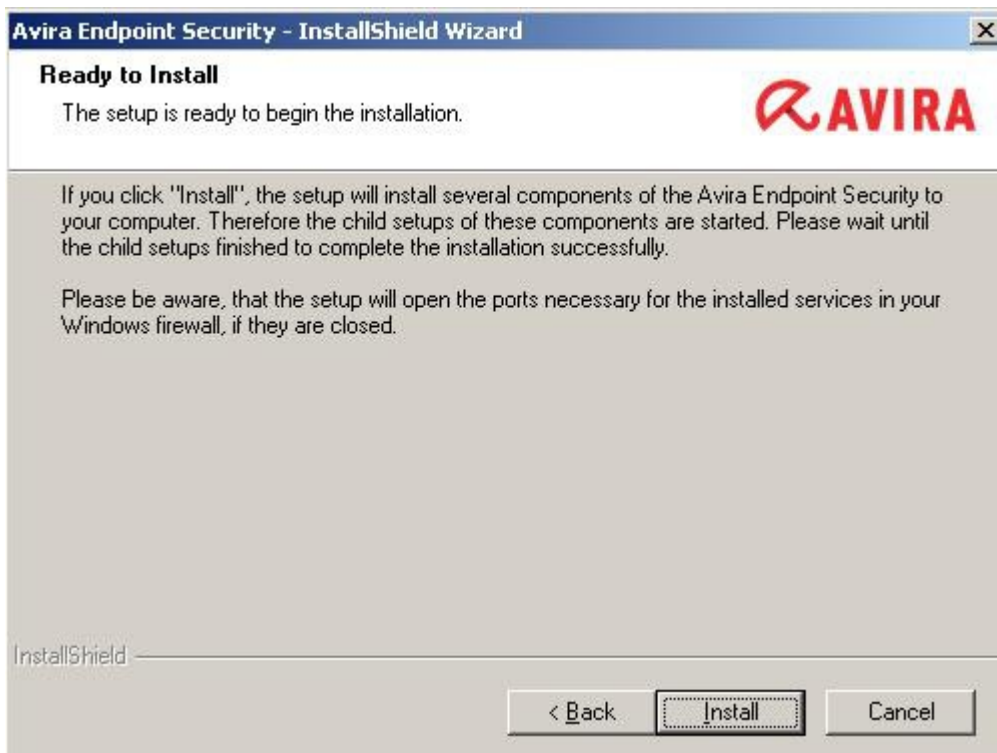 Avira Endpoint Security - InstallShield Wizard
Ready to Install
The setup is ready to begin the installation.
AVIRA
If you click "Install", the setup will install several components of the Avira Endpoint Security to
your computer. Therefore the child setups of these components are started. Please wait until
the child setups finished to complete the installation successfully.
Please be aware, that the setup will open the ports necessary for the installed services in your
Windows firewall, if they are closed.
InstallShield
< Back
Install
Cancel